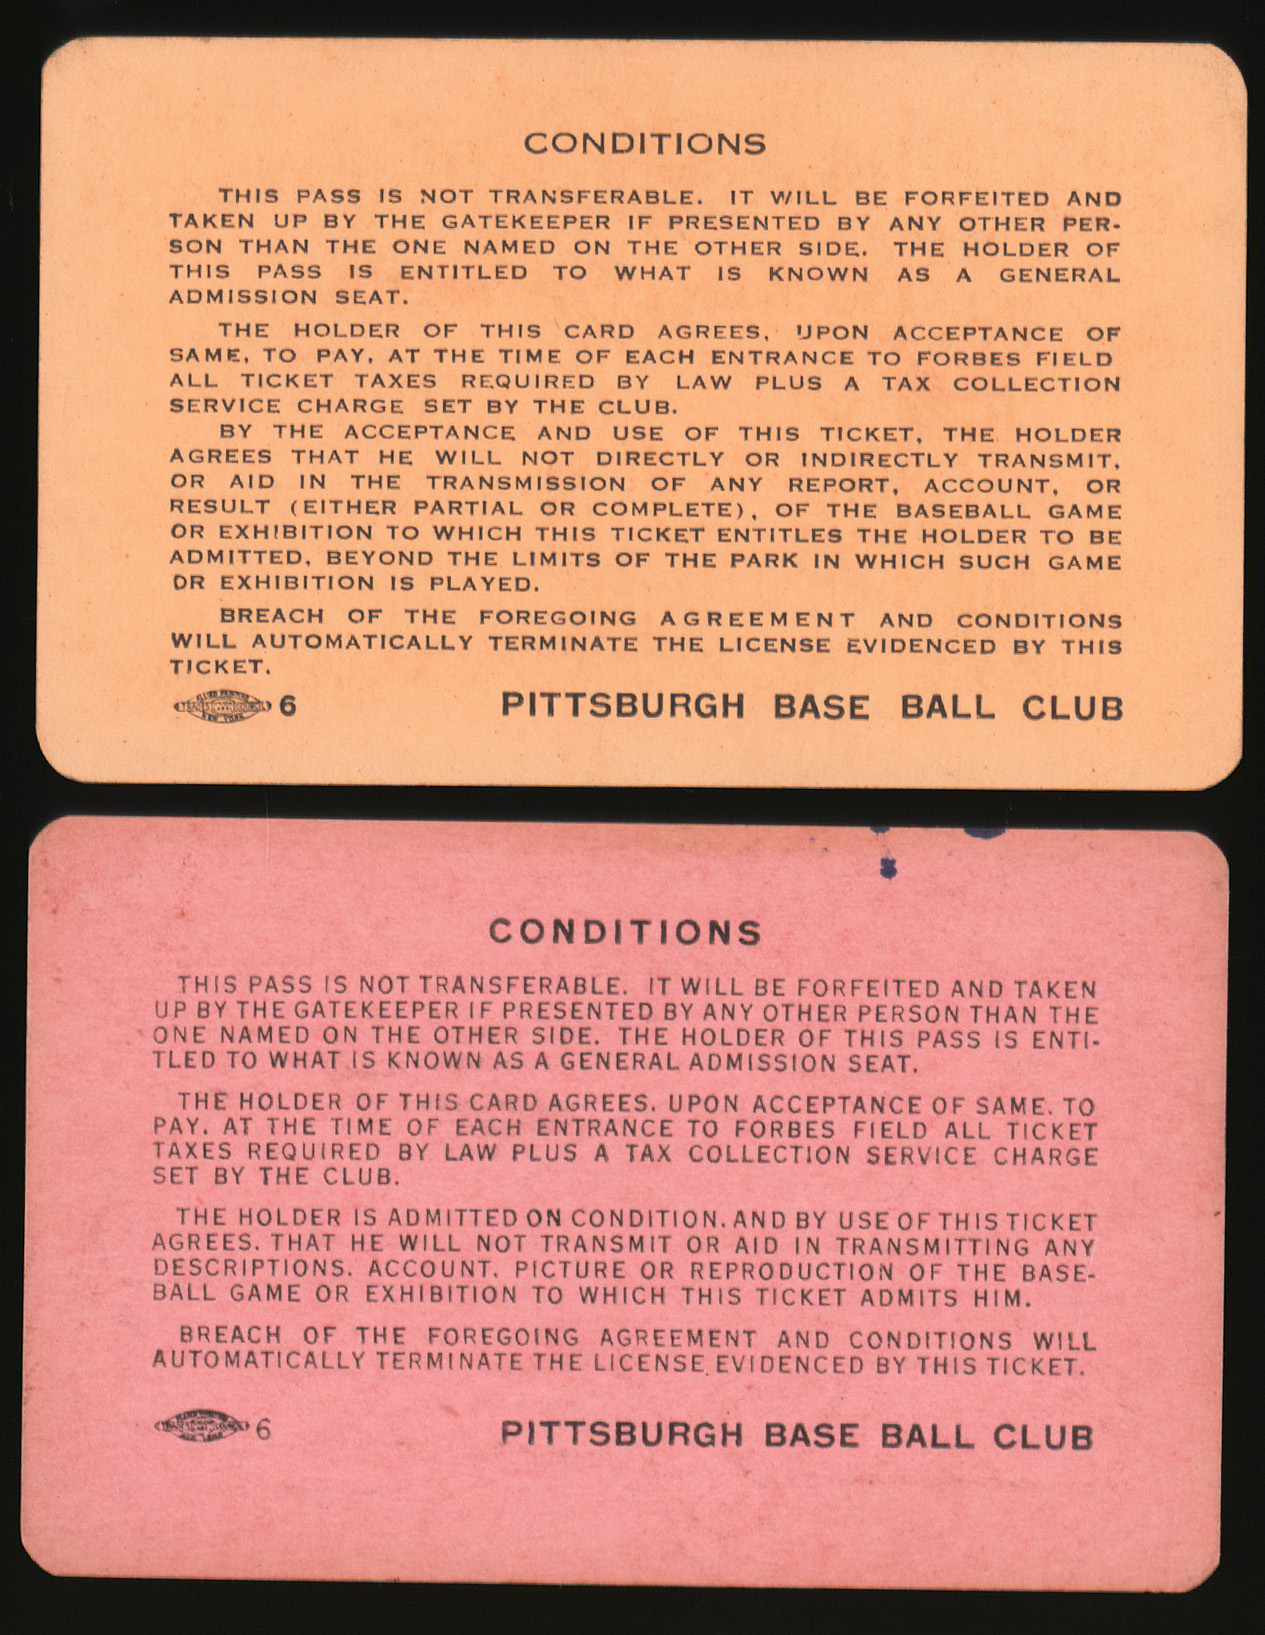 CONDITIONS
THIS PASS IS NOT TRANSFERABLE. IT WILL BE FORFEITED AND
TAKEN UP BY THE GATEKEEPER IF PRESENTED BY ANY OTHER PER-
SON THAN THE ONE NAMED ON THE OTHER SIDE. THE HOLDER OF
THIS PASS IS ENTITLED TO WHAT IS KNOWN AS A GENERAL
ADMISSION SEAT.
THE HOLDER OF THIS CARD AGREES, UPON ACCEPTANCE OF
SAME, TO PAY, AT THE TIME OF EACH ENTRANCE TO FORBES FIELD
ALL TICKET TAXES REQUIRED BY LAW PLUS A TAX COLLECTION
SERVICE CHARGE SET BY THE CLUB.
BY THE ACCEPTANCE AND USE OF THIS TICKET, THE HOLDER
AGREES THAT HE WILL NOT DIRECTLY OR INDIRECTLY TRANSMIT,
OR AID IN THE TRANSMISSION OF ANY REPORT, ACCOUNT, OR
RESULT (EITHER PARTIAL OR COMPLETE), OF THE BASEBALL GAME
OR EXHIBITION TO WHICH THIS TICKET ENTITLES THE HOLDER TO BE
ADMITTED, BEYOND THE LIMITS OF THE PARK IN WHICH SUCH GAME
OR EXHIBITION IS PLAYED.
BREACH OF THE FOREGOING AGREEMENT AND CONDITIONS
WILL AUTOMATICALLY TERMINATE THE LICENSE EVIDENCED BY THIS
TICKET.
6 PITTSBURGH BASE BALL CLUB
CONDITIONS
THIS PASS IS NOT TRANSFERABLE. IT WILL BE FORFEITED AND TAKEN
UP BY THE GATEKEEPER IF PRESENTED BY ANY OTHER PERSON THAN THE
ONE NAMED ON THE OTHER SIDE. THE HOLDER OF THIS PASS IS ENTI-
TLED TO WHAT IS KNOWN AS A GENERAL ADMISSION SEAT.
THE HOLDER OF THIS CARD AGREES, UPON ACCEPTANCE OF SAME, TO
PAY, AT THE TIME OF EACH ENTRANCE TO FORBES FIELD ALL TICKET
TAXES REQUIRED BY LAW PLUS A TAX COLLECTION SERVICE CHARGE
SET BY THE CLUB.
THE HOLDER IS ADMITTED ON CONDITION, AND BY USE OF THIS TICKET
AGREES, THAT HE WILL NOT TRANSMIT OR AID IN TRANSMITTING ANY
DESCRIPTIONS, ACCOUNT, PICTURE OR REPRODUCTION OF THE BASE-
BALL GAME OR EXHIBITION TO WHICH THIS TICKET ADMITS HIM.
BREACH OF THE FOREGOING AGREEMENT AND CONDITIONS WILL
AUTOMATICALLY TERMINATE THE LICENSE EVIDENCED BY THIS TICKET.
6 PITTSBURGH BASE BALL CLUB